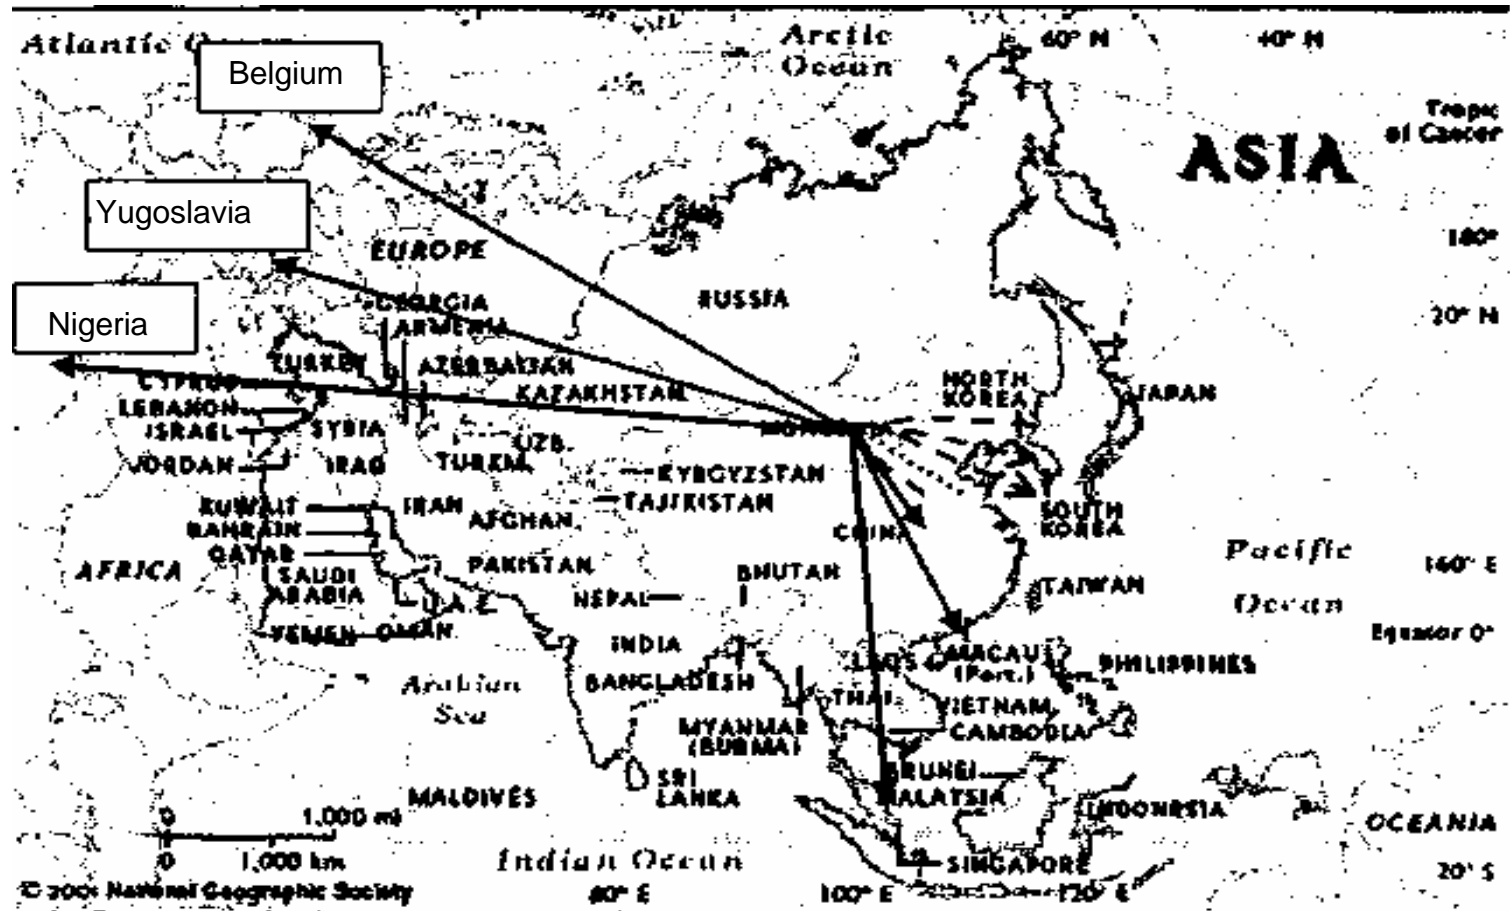 Atlantic
Belgium
Arctic
Ocean
60° N
40° N
Tropic
of Cancer
ASIA
Yugoslavia
180°
EUROPE
RUSSIA
Nigeria
GEORGIA
ARMENIA
20° N
TURKEY
AZERBAIJAN
KAZAKHSTAN
NORTH
KOREA
JAPAN
CYPRUS
LEBANON
ISRAEL
SYRIA
JORDAN
IRAQ
TURKM.
UZB.
KYRGYZSTAN
TAJIKISTAN
KUWAIT
IRAN
BAHRAIN
AFGHAN.
QATAR
CHINA
SOUTH
KOREA
AFRICA
SAUDI
ARABIA
PAKISTAN
BHUTAN
TAIWAN
Pacific
Ocean
160° E
U.A.E.
NEPAL
YEMEN
OMAN
INDIA
LAOS
MACAU
(Port.)
PHILIPPINES
Equator 0°
Arabian
Sea
BANGLADESH
THAI.
VIETNAM
MYANMAR
(BURMA)
CAMBODIA
BRUNEI
SRI
LANKA
MALAYSIA
MALDIVES
INDONESIA
OCEANIA
0 1,000 mi
0 1,000 km
Indian Ocean
SINGAPORE
20° S
© 2001 National Geographic Society
80° E
100° E
120° E